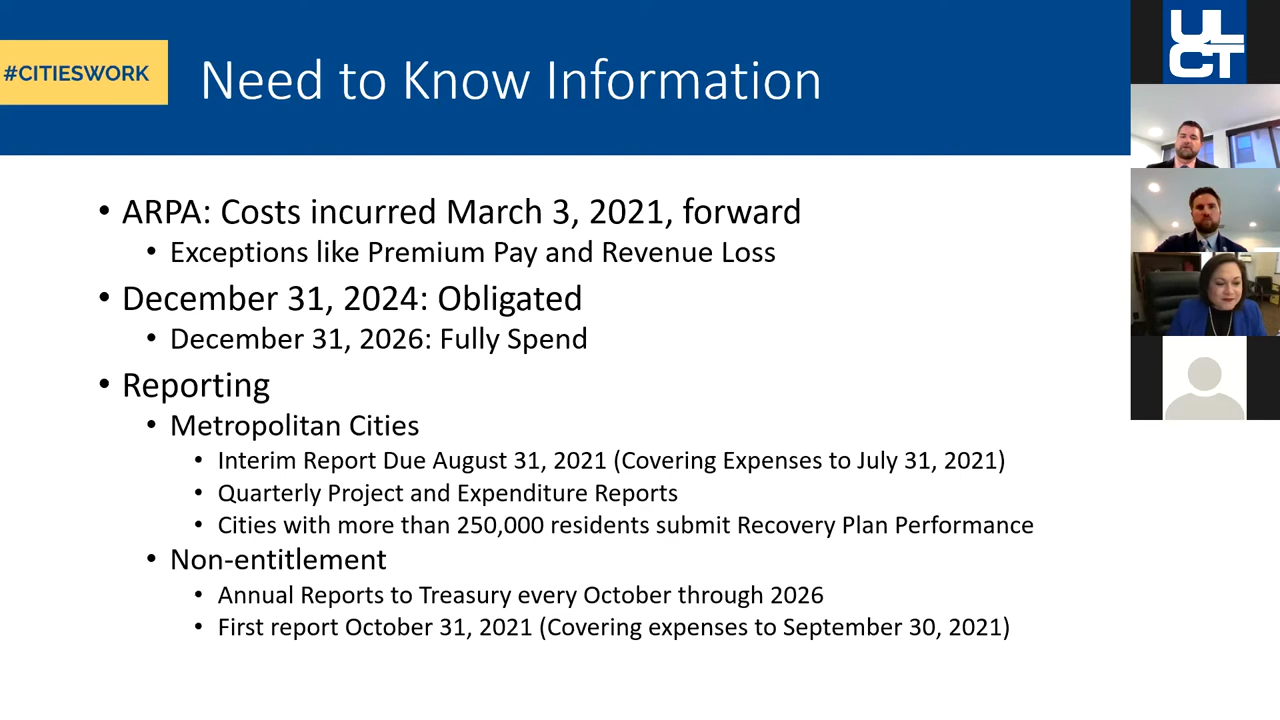 #CITIESWORK
Need to Know Information
• ARPA: Costs incurred March 3, 2021, forward
• Exceptions like Premium Pay and Revenue Loss
• December 31, 2024: Obligated
• December 31, 2026: Fully Spend
• Reporting
• Metropolitan Cities
• Interim Report Due August 31, 2021 (Covering Expenses to July 31, 2021)
• Quarterly Project and Expenditure Reports
• Cities with more than 250,000 residents submit Recovery Plan Performance
• Non-entitlement
• Annual Reports to Treasury every October through 2026
• First report October 31, 2021 (Covering expenses to September 30, 2021)
ULCT